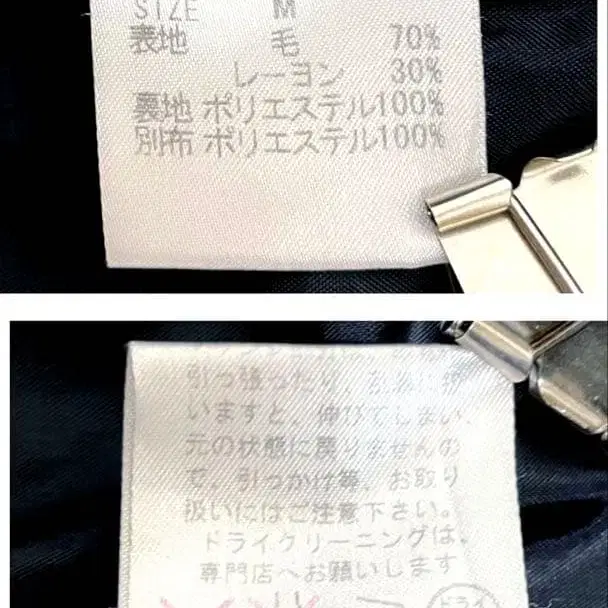 SIZE M
表地 毛 70%
レーヨン 30%
裏地 ポリエステル100%
別布 ポリエステル100%
引っ張ったり、
いますと、伸びてしまい、
元の状態に戻りませんの
で、引っかけ等、お取り
扱いにはご注意下さい。
ドライクリーニングは、
専門店へお願いします
ドライ